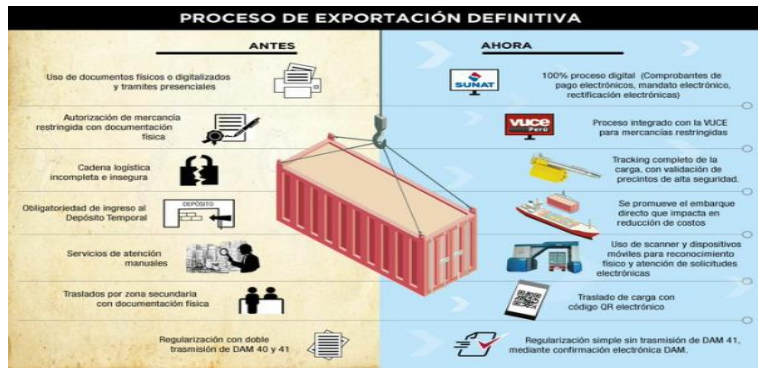 PROCESO DE EXPORTACIÓN DEFINITIVA
ANTES
Uso de documentos físicos o digitalizados
y tramites presenciales
Autorización de mercancía
restringida con documentación
física
Cadena logística
incompleta e insegura
Obligatoriedad de ingreso al
Depósito Temporal
DEPÓSITO
Servicios de atención
manuales
Traslados por zona secundaria
con documentación física
Regularización con doble
trasmisión de DAM 40 y 41
AHORA
SUNAT
100% proceso digital (Comprobantes de
pago electrónicos, mandato electrónico,
rectificación electrónicas)
vuce
Perú
Proceso integrado con la VUCE
para mercancías restringidas
Tracking completo de la
carga, con validación de
precintos de alta seguridad.
Se promueve el embarque
directo que impacta en
reducción de costos
Uso de scanner y dispositivos
móviles para reconocimiento
físico y atención de solicitudes
electrónicas
Traslado de carga con
código QR electrónico
Regularización simple sin trasmisión de DAM 41,
mediante confirmación electrónica DAM.